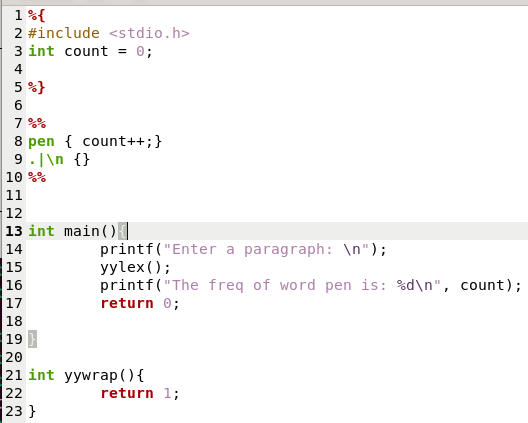 1 %{
2 #include <stdio.h>
3 int count = 0;
4
5 %}
6
7 %%
8 pen { count++;}
9 .|\n {}
10 %%
11
12
13 int main(){
14         printf("Enter a paragraph: \n");
15         yylex();
16         printf("The freq of word pen is: %d\n", count);
17         return 0;
18
19 }
20
21 int yywrap(){
22         return 1;
23 }